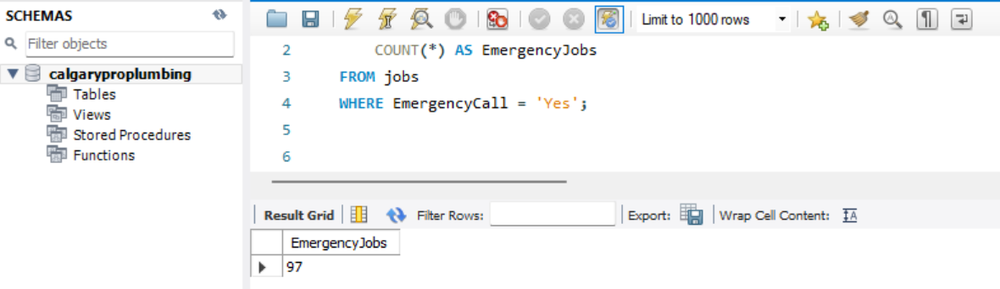 SCHEMAS
Filter objects
calgaryproplumbing
Tables
Views
Stored Procedures
Functions
Limit to 1000 rows
2 COUNT(*) AS EmergencyJobs
3 FROM jobs
4 WHERE EmergencyCall = 'Yes';
5
6
Result Grid Filter Rows: Export: Wrap Cell Content: IA
EmergencyJobs
97